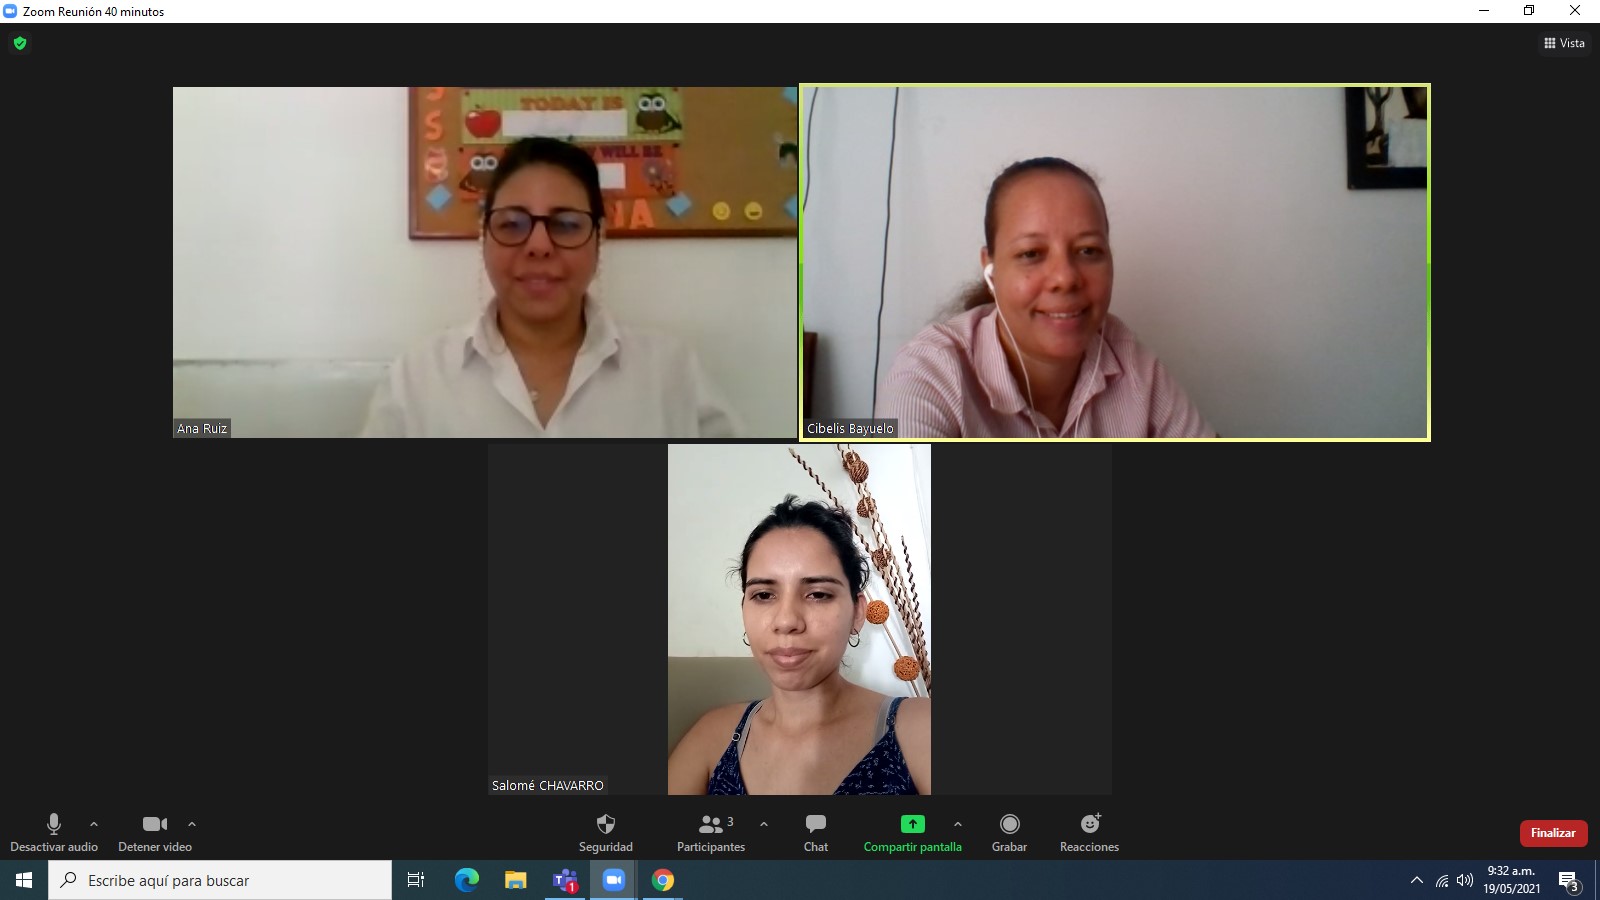 Zoom Reunión 40 minutos
Vista
TODAY IS
WILL BE
Ana Ruiz
Cibelis Bayuelo
Salomé CHAVARRO
Desactivar audio
Detener video
Seguridad
3
Participantes
Chat
Compartir pantalla
Grabar
Reacciones
Finalizar
Escribe aquí para buscar
1
9:32 a.m.
19/05/2021
3